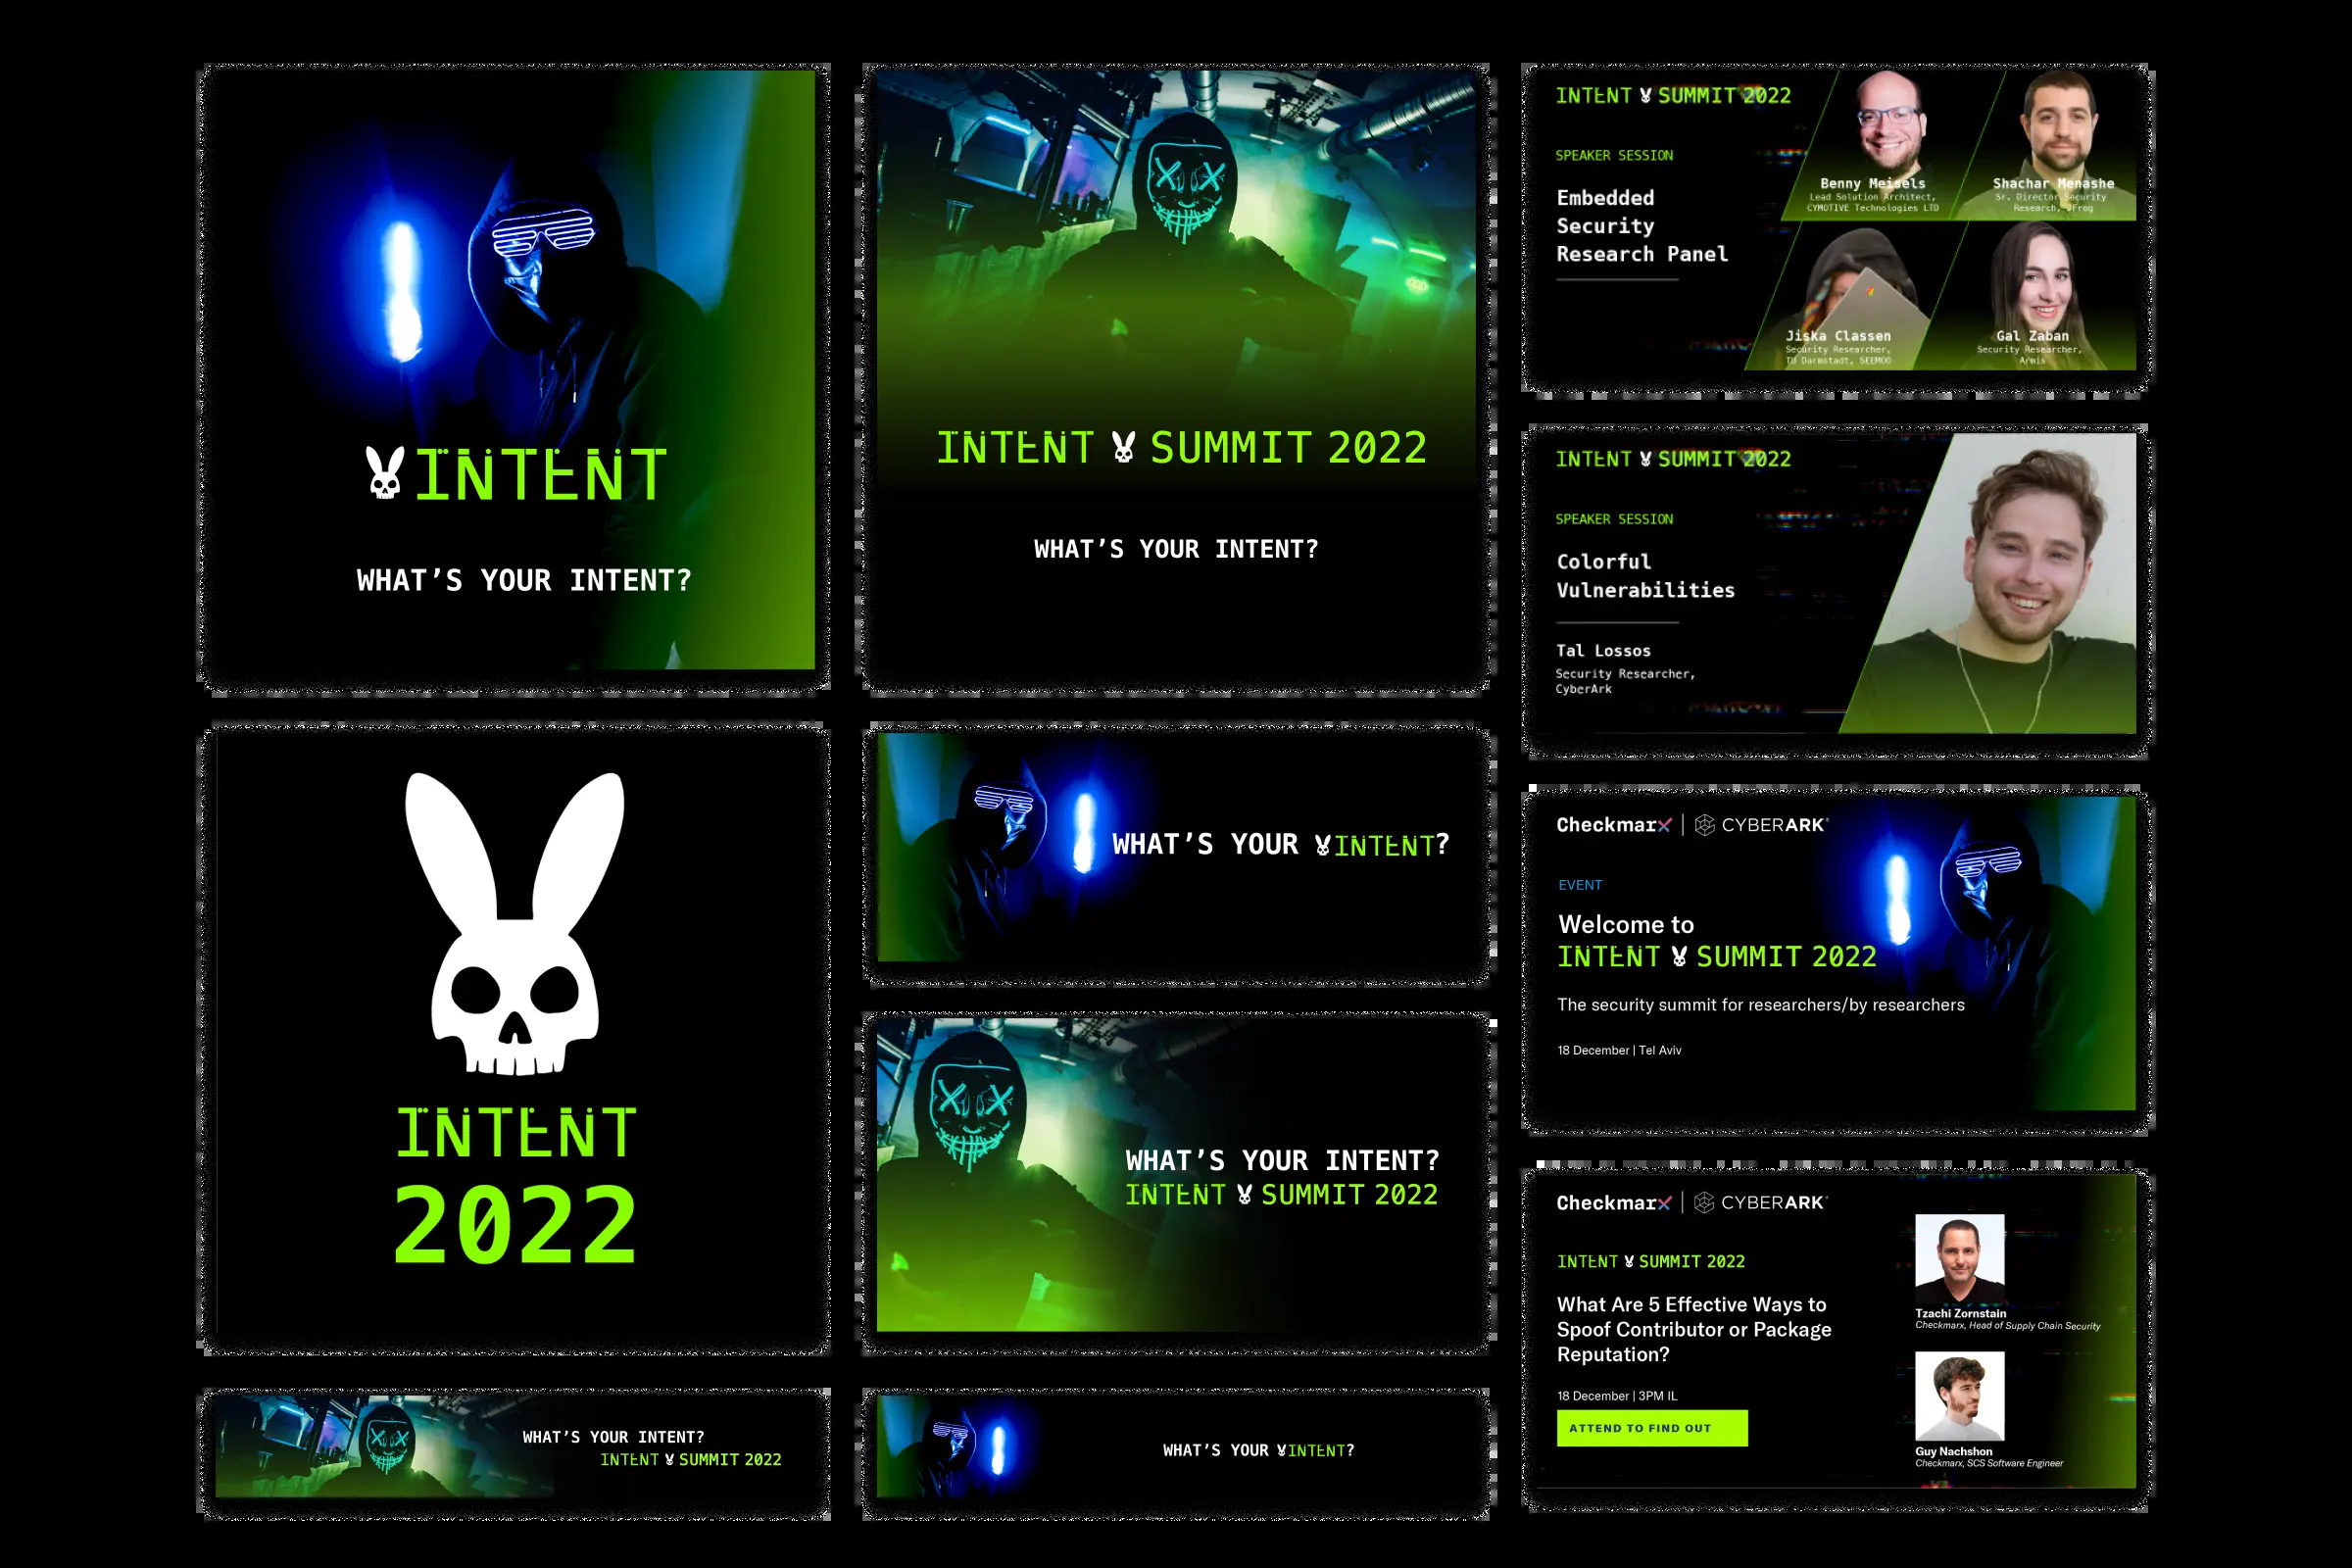 INTENT
WHAT’S YOUR INTENT?
INTENT SUMMIT 2022
WHAT’S YOUR INTENT?
INTENT SUMMIT 2022
SPEAKER SESSION
Embedded
Security
Research Panel
Benny Meisels
Lead Solution Architect,
CYMOTIVE Technologies LTD
Shachar Menashe
Sr. Director Security
Research, JFrog
Jiska Classen
Security Researcher,
TU Darmstadt, SEEMOO
Gal Zaban
Security Researcher,
Armis
INTENT SUMMIT 2022
SPEAKER SESSION
Colorful
Vulnerabilities
Tal Lossos
Security Researcher,
CyberArk
INTENT
2022
WHAT’S YOUR INTENT?
WHAT’S YOUR INTENT?
INTENT SUMMIT 2022
Checkmarx | CYBERARK®
EVENT
Welcome to
INTENT SUMMIT 2022
The security summit for researchers/by researchers
18 December | Tel Aviv
Checkmarx | CYBERARK®
INTENT SUMMIT 2022
What Are 5 Effective Ways to
Spoof Contributor or Package
Reputation?
18 December | 3PM IL
ATTEND TO FIND OUT
Tzachi Zornstain
Checkmarx, Head of Supply Chain Security
Guy Nachshon
Checkmarx, SCS Software Engineer
WHAT’S YOUR INTENT?
INTENT SUMMIT 2022
WHAT’S YOUR INTENT?